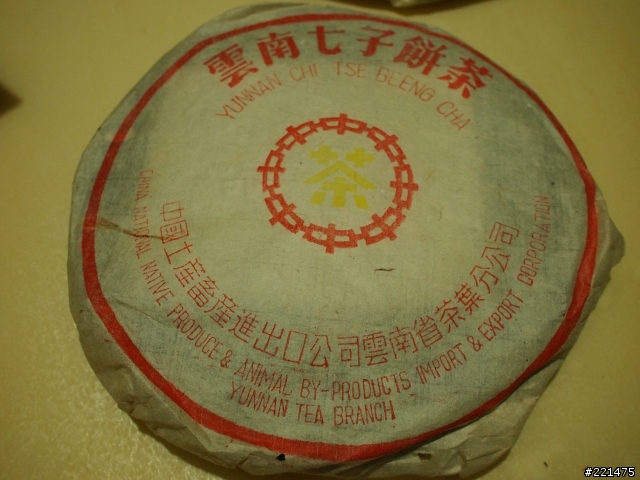 雲南七子餅茶
YUNNAN CHI TSE BEENG CHA
茶
中國土產畜產進出口公司雲南省茶葉分公司
CHINA NATIONAL NATIVE PRODUCE & ANIMAL BY-PRODUCTS IMPORT & EXPORT CORPORATION
YUNNAN TEA BRANCH
#221475